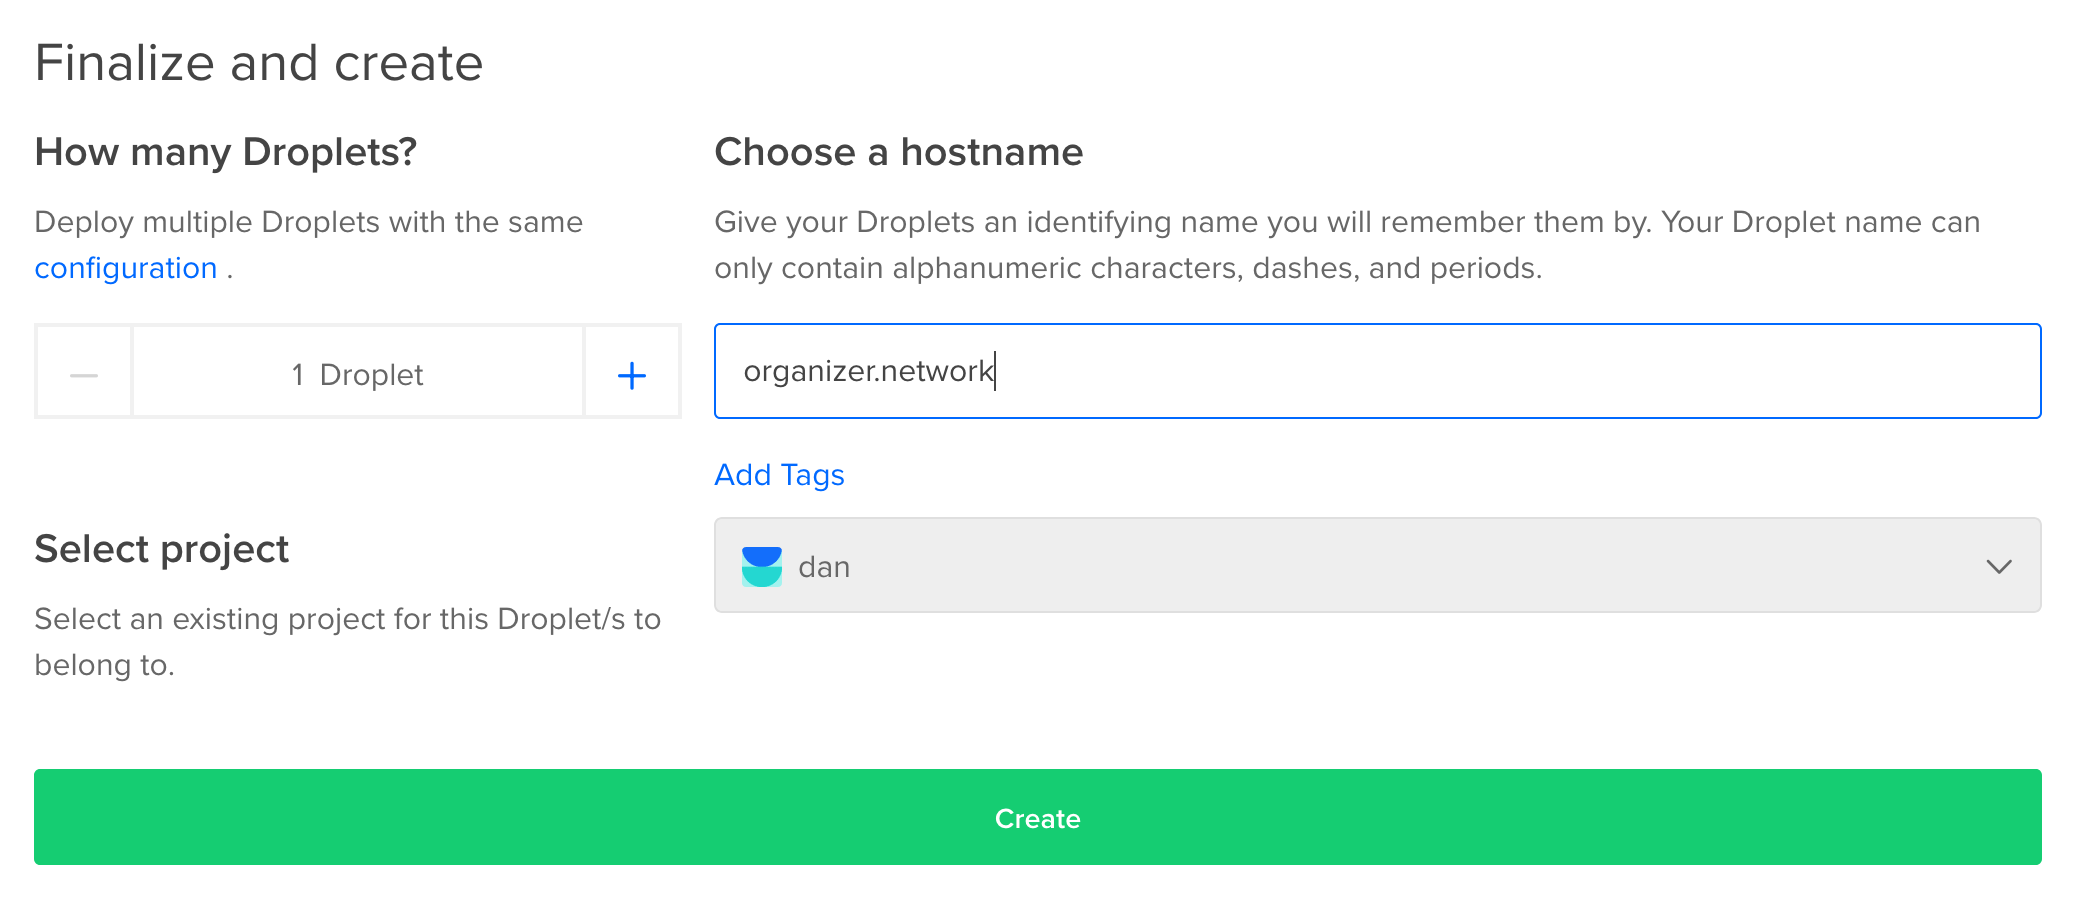 Finalize and create
How many Droplets?
Deploy multiple Droplets with the same
configuration .
1 Droplet
Choose a hostname
Give your Droplets an identifying name you will remember them by. Your Droplet name can
only contain alphanumeric characters, dashes, and periods.
organizer.network
Add Tags
Select project
Select an existing project for this Droplet/s to
belong to.
dan
Create